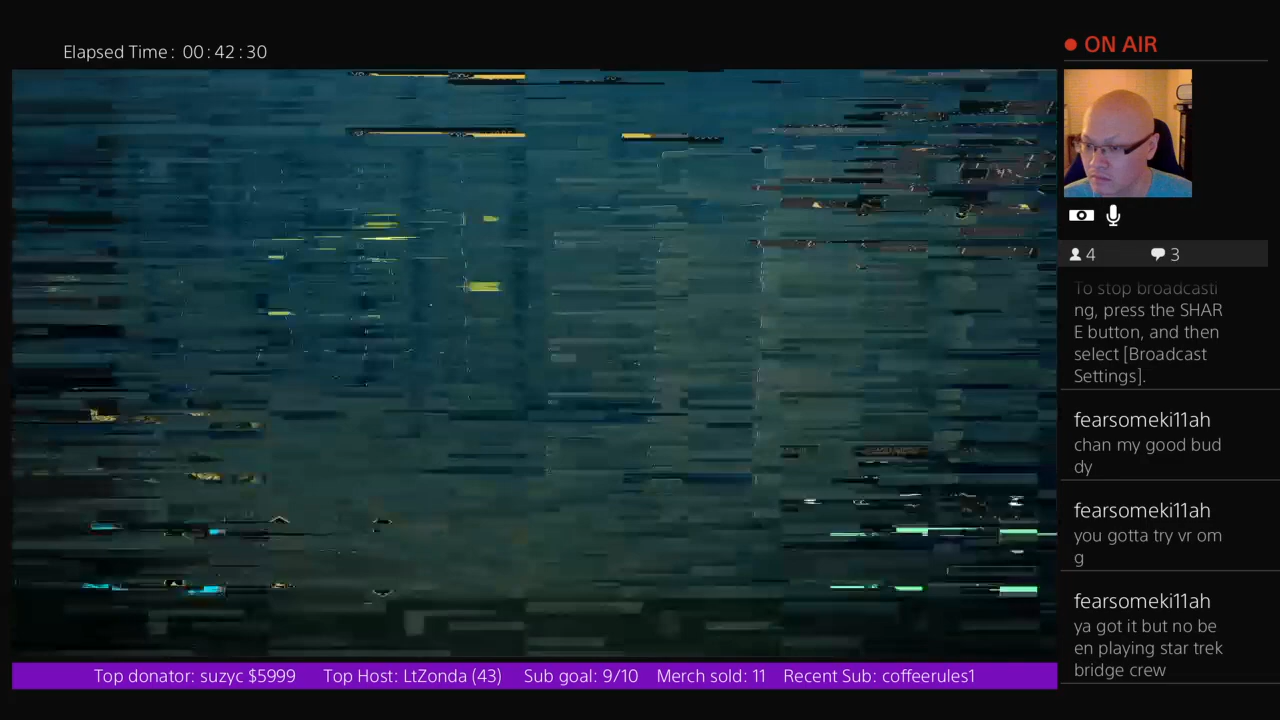 Elapsed Time: 00:42:30
ON AIR
4 3
To stop broadcasti
ng, press the SHAR
E button, and then
select [Broadcast
Settings].
fearsomeki11ah
chan my good bud
dy
fearsomeki11ah
you gotta try vr om
g
fearsomeki11ah
ya got it but no be
en playing star trek
bridge crew
Top donator: suzyc $5999 Top Host: LtZonda (43) Sub goal: 9/10 Merch sold: 11 Recent Sub: coffeerules1